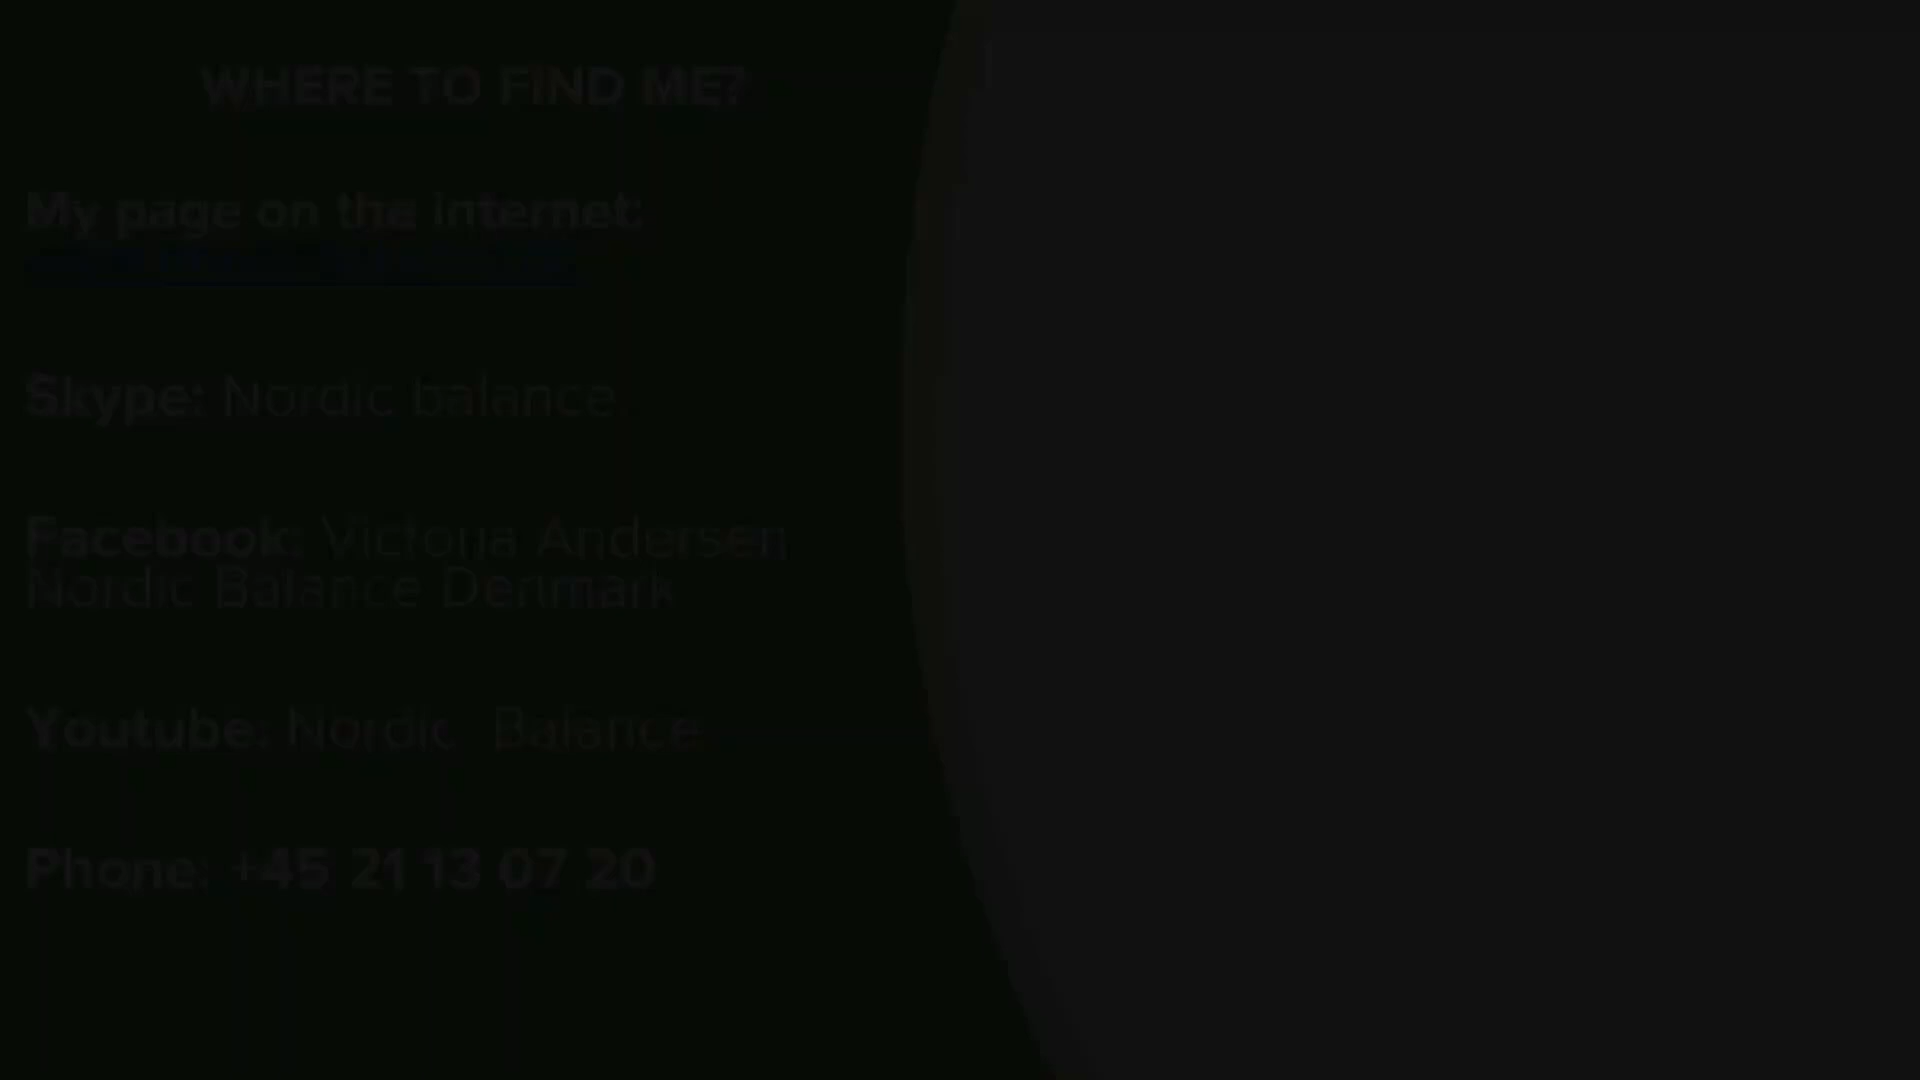 WHERE TO FIND ME?
My page on the internet:
Skype: Nordic balance
Facebook: Victoria Andersen
Nordic Balance Denmark
Youtube: Nordic Balance
Phone: +45 21 13 07 20